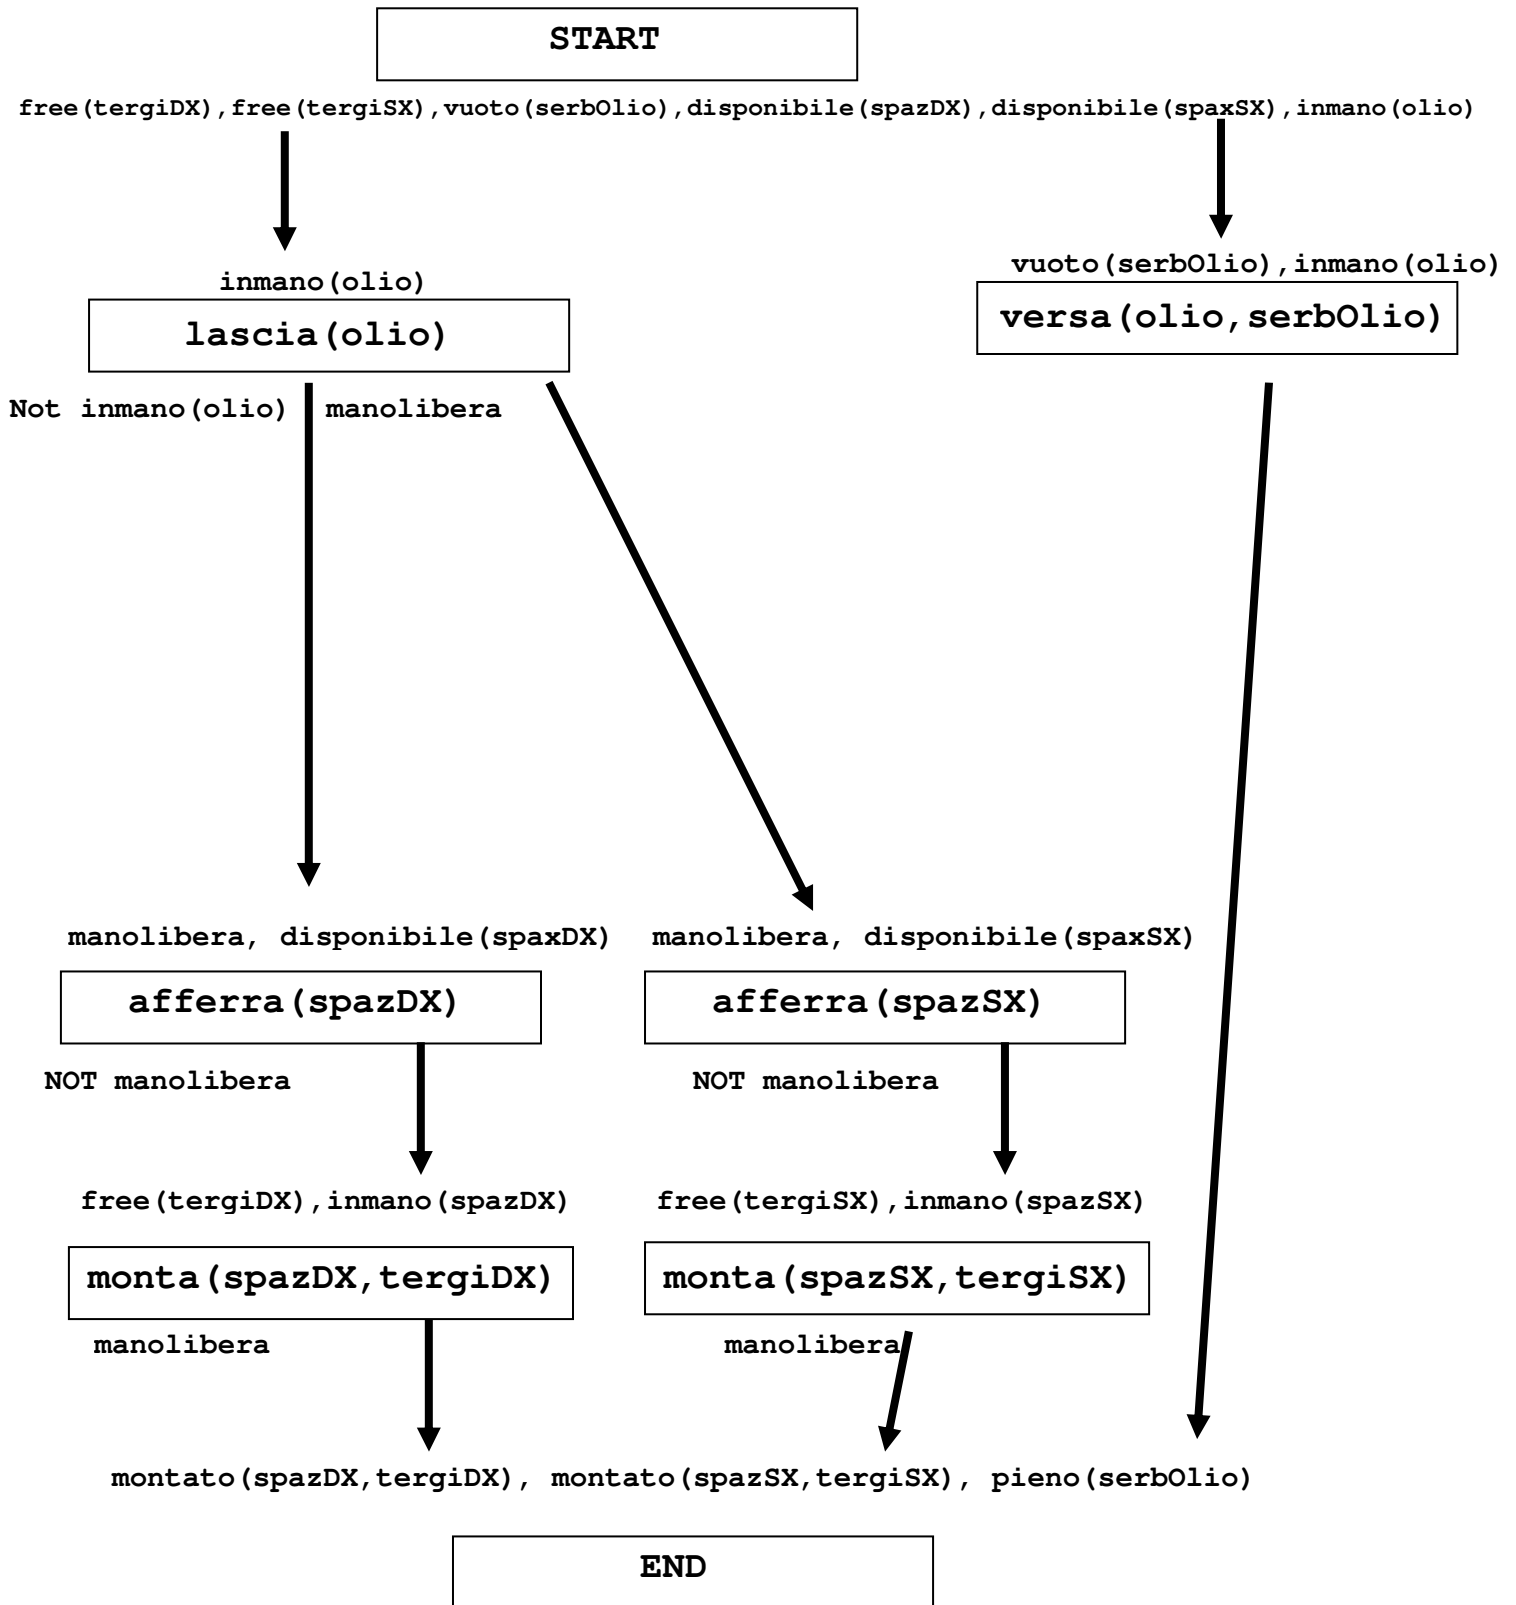 START
free(tergiDX),free(tergiSX),vuoto(serbOlio),disponibile(spazDX),disponibile(spaxSX),inmano(olio)
vuoto(serbOlio),inmano(olio)
inmano(olio)
lascia(olio)
versa(olio,serbOlio)
Not inmano(olio) manolibera
manolibera, disponibile(spaxDX) manolibera, disponibile(spaxSX)
afferra(spazDX) afferra(spazSX)
NOT manolibera NOT manolibera
free(tergiDX),inmano(spazDX) free(tergiSX),inmano(spazSX)
monta(spazDX,tergiDX) monta(spazSX,tergiSX)
manolibera manolibera
montato(spazDX,tergiDX), montato(spazSX,tergiSX), pieno(serbOlio)
END